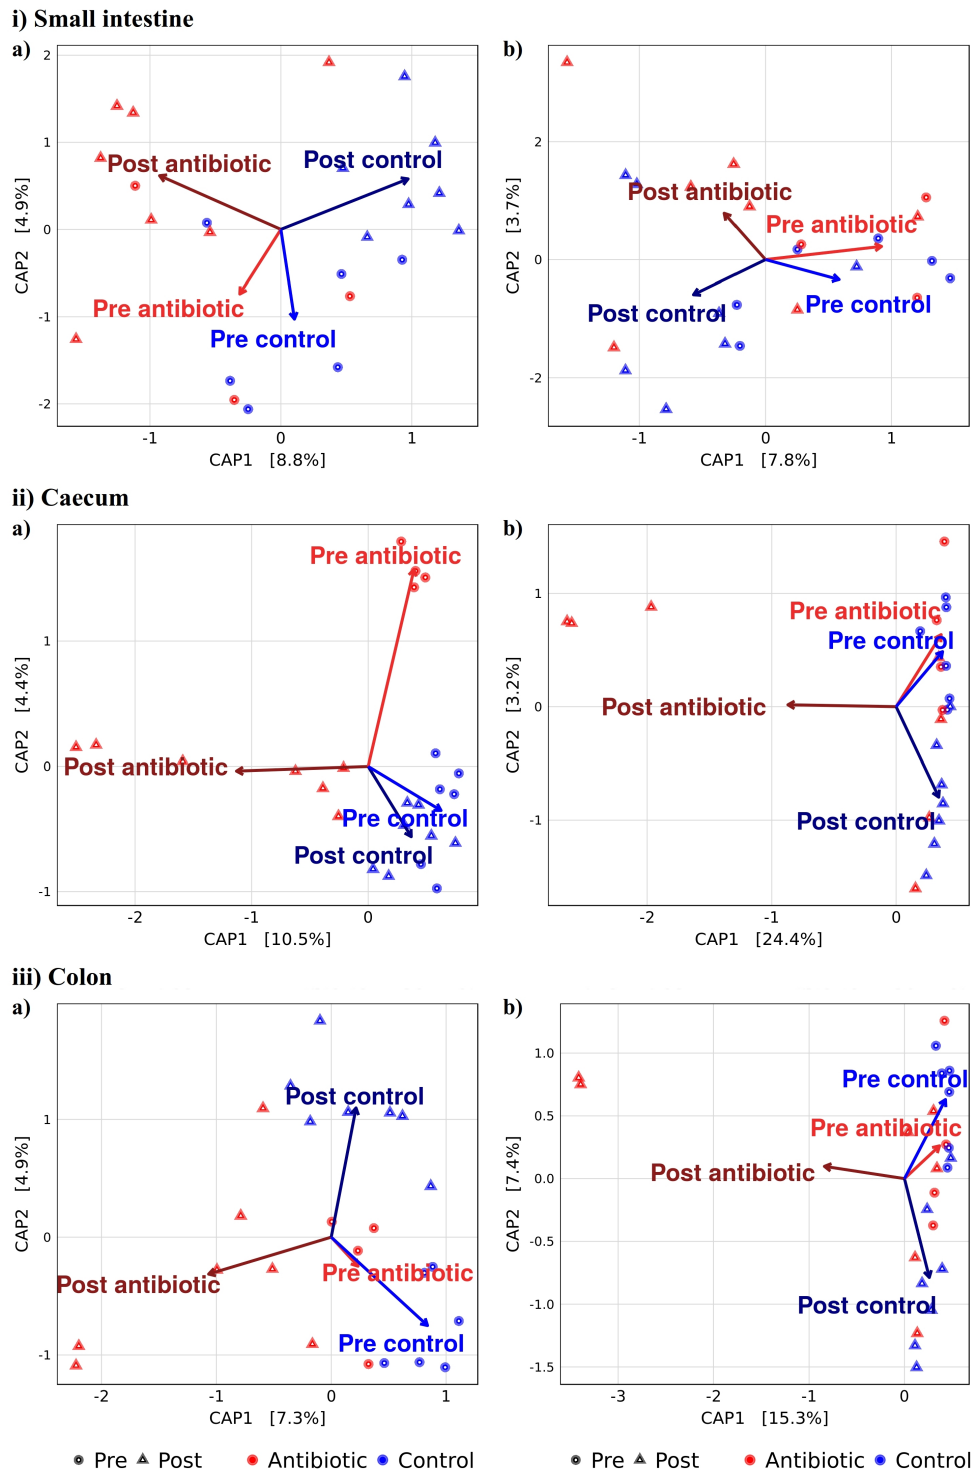 i) Small intestine
a)
b)
2
1
0
-1
-2
-1
0
1
CAP2 [4.9%]
CAP1 [8.8%]
Post antibiotic
Post control
Pre antibiotic
Pre control
2
0
-2
-1
0
1
CAP2 [3.7%]
CAP1 [7.8%]
Post antibiotic
Pre antibiotic
Post control
Pre control
ii) Caecum
a)
b)
1
0
-1
-2
-1
0
CAP2 [4.4%]
CAP1 [10.5%]
Pre antibiotic
Post antibiotic
Pre control
Post control
1
0
-1
-2
-1
0
CAP2 [3.2%]
CAP1 [24.4%]
Pre antibiotic
Pre control
Post antibiotic
Post control
iii) Colon
a)
b)
1
0
-1
-2
-1
0
1
CAP2 [4.9%]
CAP1 [7.3%]
Post control
Post antibiotic
Pre antibiotic
Pre control
1.0
0.5
0.0
-0.5
-1.0
-1.5
-3
-2
-1
0
CAP2 [7.4%]
CAP1 [15.3%]
Pre control
Pre antibiotic
Post antibiotic
Post control
Pre Post Antibiotic Control
Pre Post Antibiotic Control